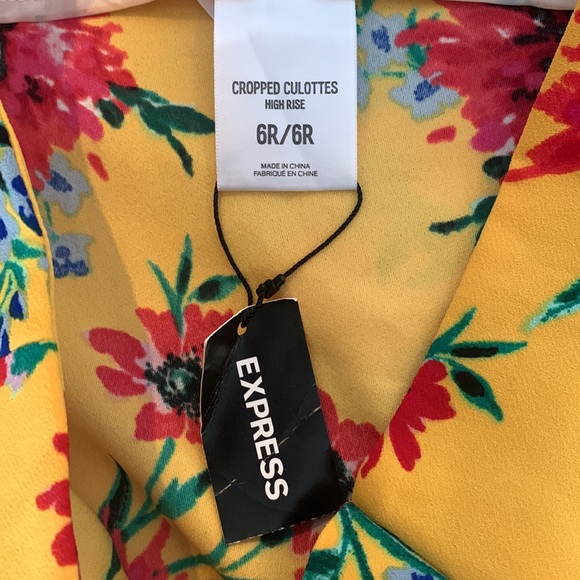 CROPPED CULOTTES
HIGH RISE
6R/6R
MADE IN CHINA
FABRIQUÉ EN CHINE
EXPRESS